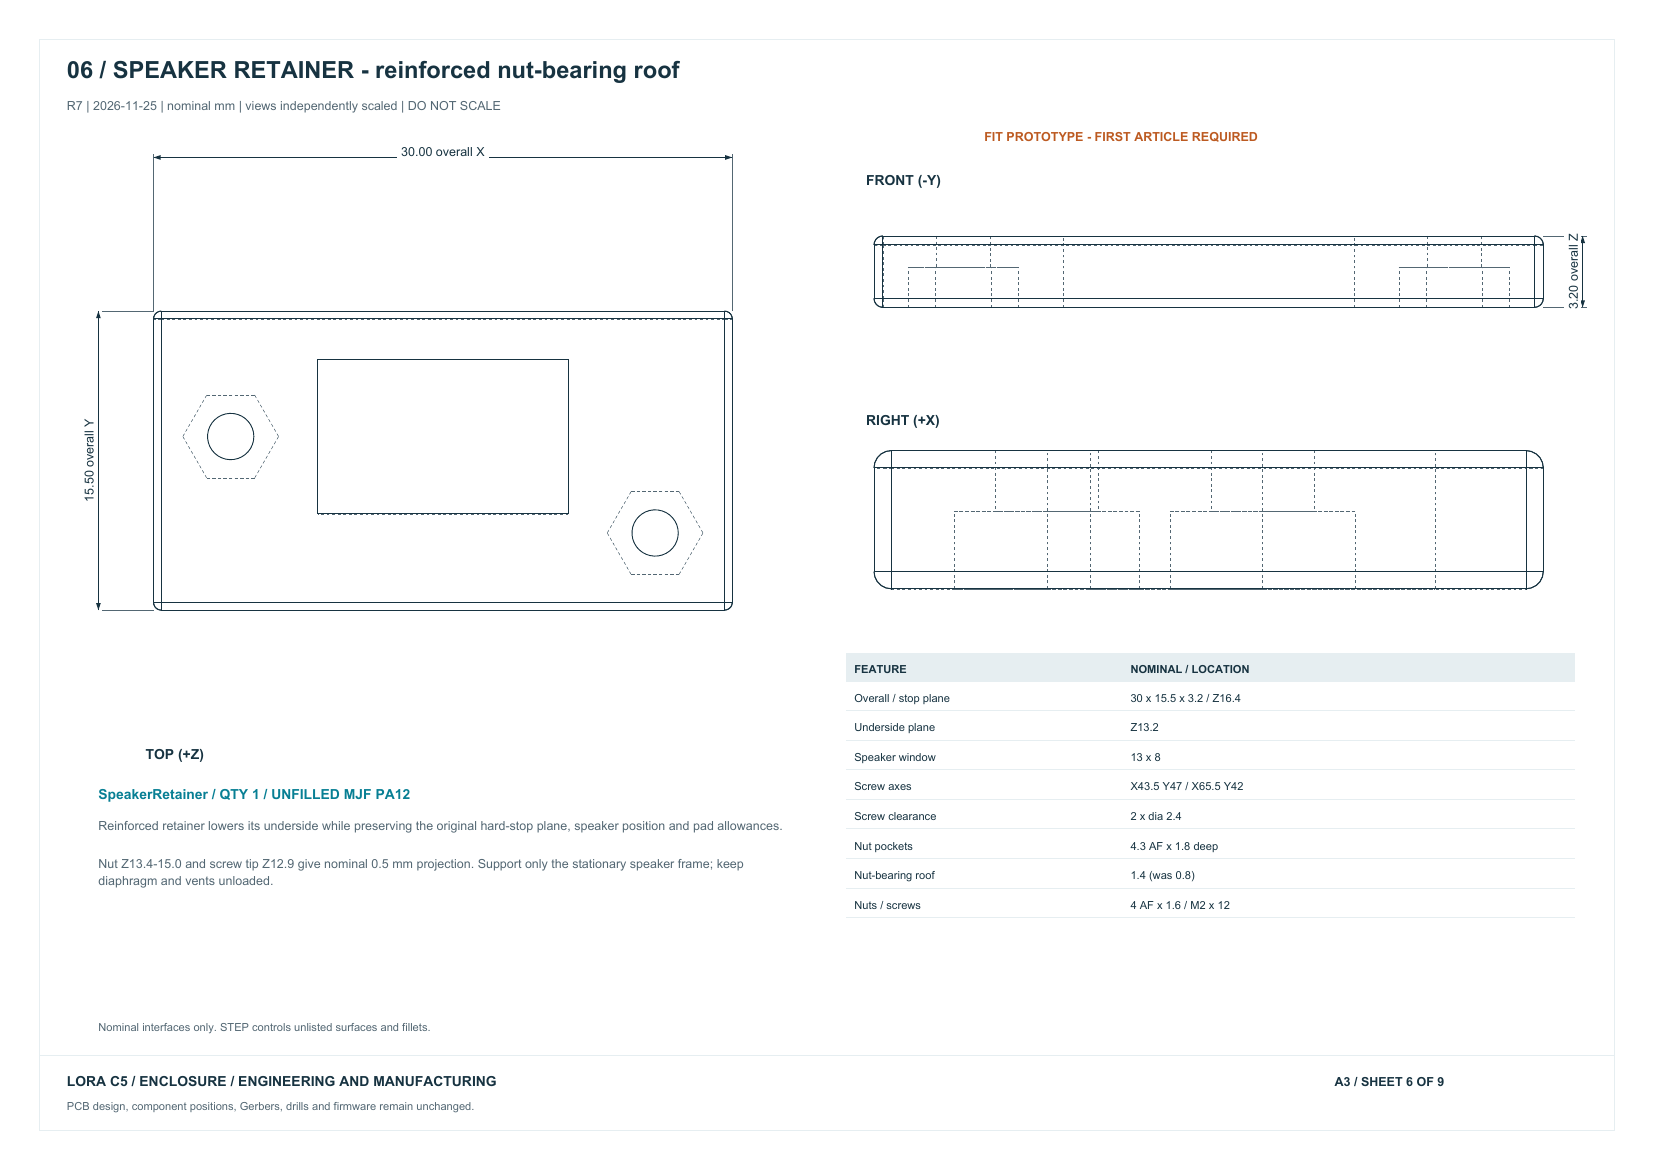 06 / SPEAKER RETAINER - reinforced nut-bearing roof
R7 | 2026-11-25 | nominal mm | views independently scaled | DO NOT SCALE
FIT PROTOTYPE - FIRST ARTICLE REQUIRED
30.00 overall X
15.50 overall Y
TOP (+Z)
FRONT (-Y)
3.20 overall Z
RIGHT (+X)
SpeakerRetainer / QTY 1 / UNFILLED MJF PA12
Reinforced retainer lowers its underside while preserving the original hard-stop plane, speaker position and pad allowances.
Nut Z13.4-15.0 and screw tip Z12.9 give nominal 0.5 mm projection. Support only the stationary speaker frame; keep
diaphragm and vents unloaded.
FEATURE NOMINAL / LOCATION
Overall / stop plane 30 x 15.5 x 3.2 / Z16.4
Underside plane Z13.2
Speaker window 13 x 8
Screw axes X43.5 Y47 / X65.5 Y42
Screw clearance 2 x dia 2.4
Nut pockets 4.3 AF x 1.8 deep
Nut-bearing roof 1.4 (was 0.8)
Nuts / screws 4 AF x 1.6 / M2 x 12
Nominal interfaces only. STEP controls unlisted surfaces and fillets.
LORA C5 / ENCLOSURE / ENGINEERING AND MANUFACTURING
A3 / SHEET 6 OF 9
PCB design, component positions, Gerbers, drills and firmware remain unchanged.